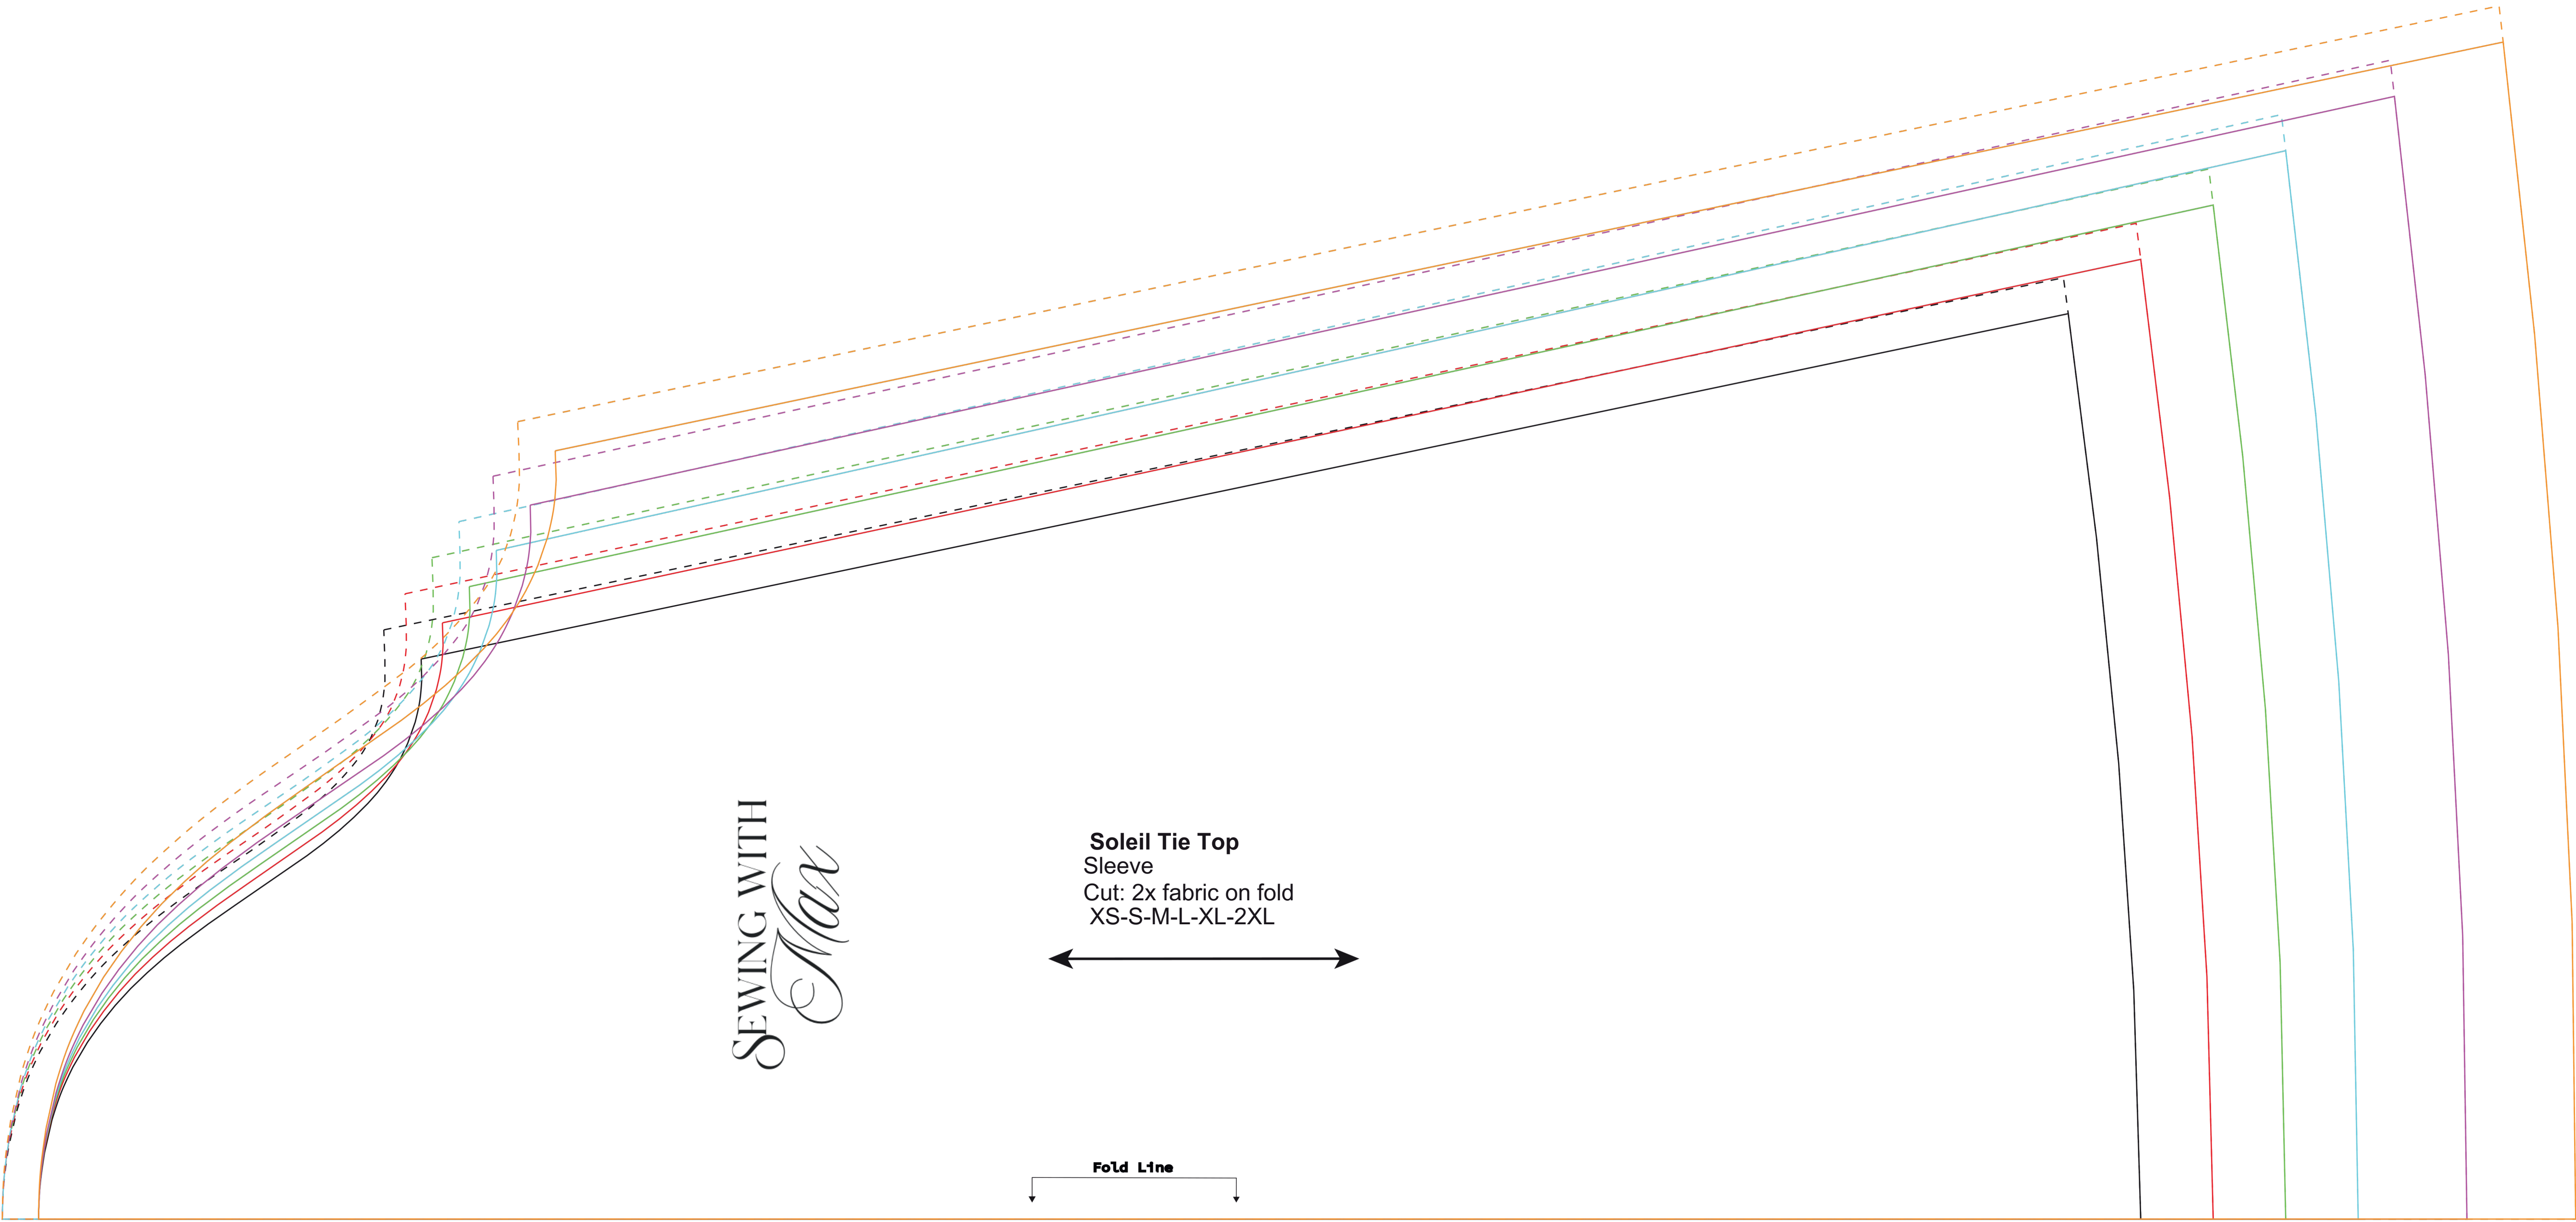 SEWING WITH
Max
Soleil Tie Top
Sleeve
Cut: 2x fabric on fold
XS-S-M-L-XL-2XL
Fold Line